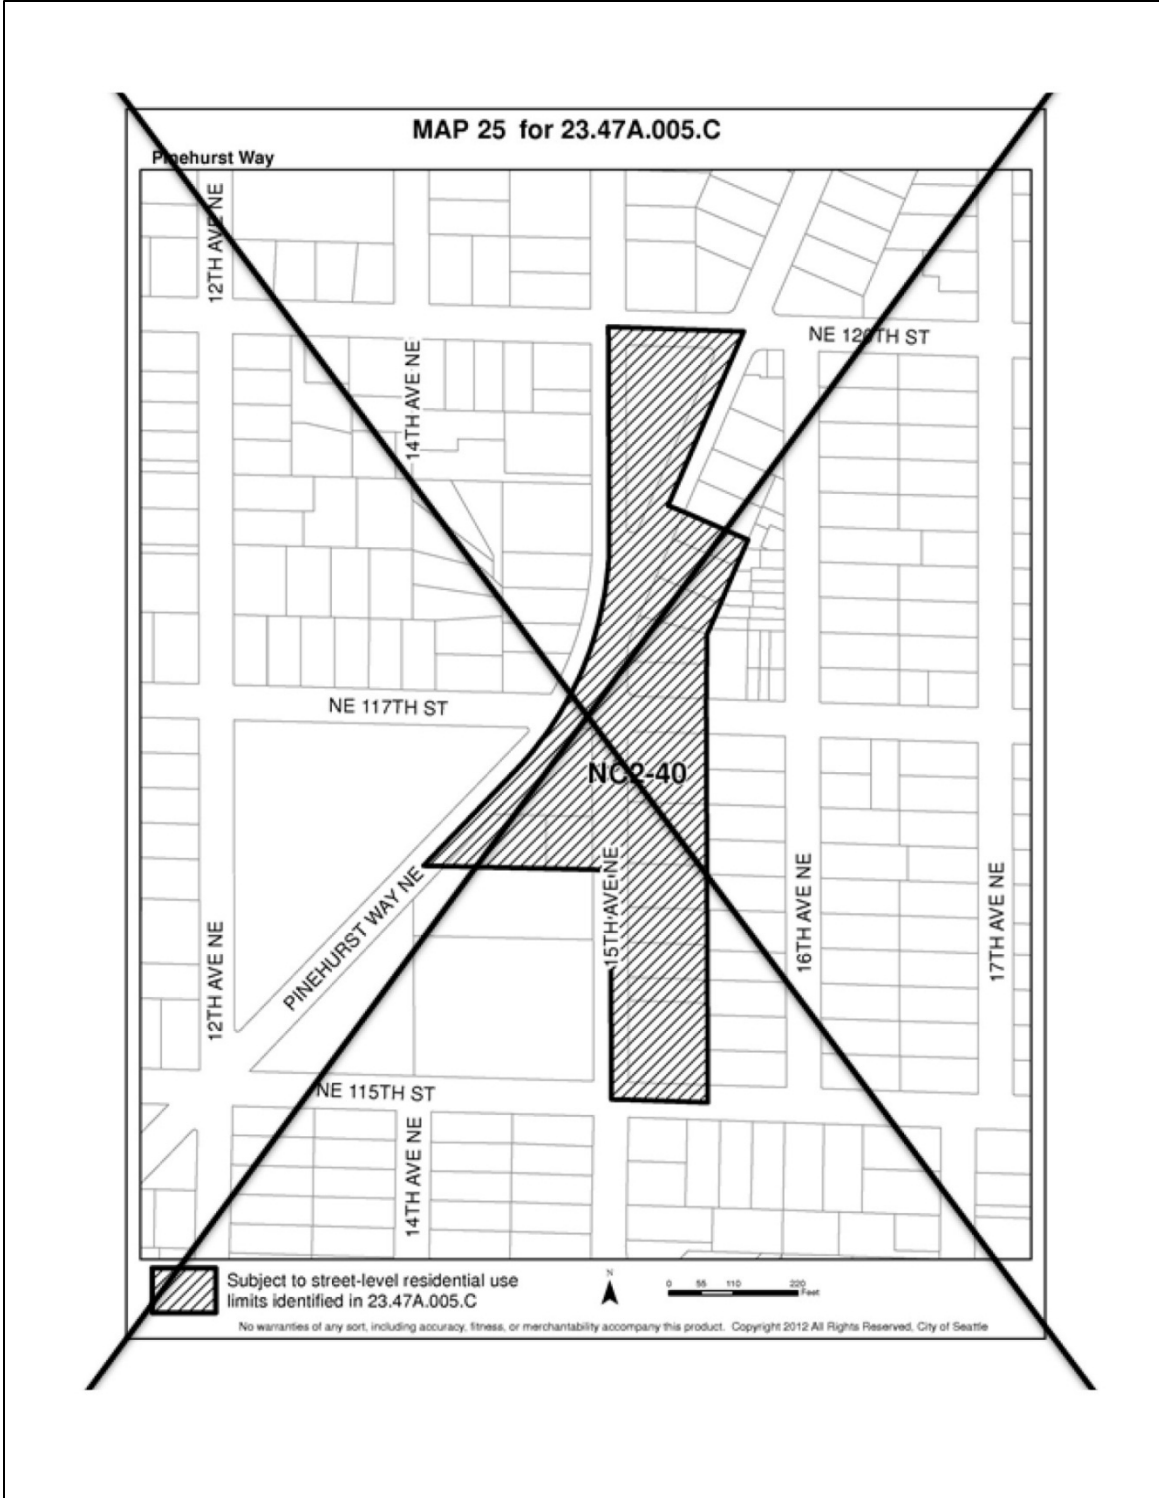 MAP 25 for 23.47A.005.C
Pinehurst Way
12TH AVE NE
NE 120TH ST
14TH AVE NE
NE 117TH ST
NC2-40
15TH AVE NE
16TH AVE NE
17TH AVE NE
PINEHURST WAY NE
12TH AVE NE
NE 115TH ST
14TH AVE NE
Subject to street-level residential use
limits identified in 23.47A.005.C
N
0 55 110 220
Feet
No warranties of any sort, including accuracy, fitness, or merchantability accompany this product. Copyright 2012 All Rights Reserved, City of Seattle